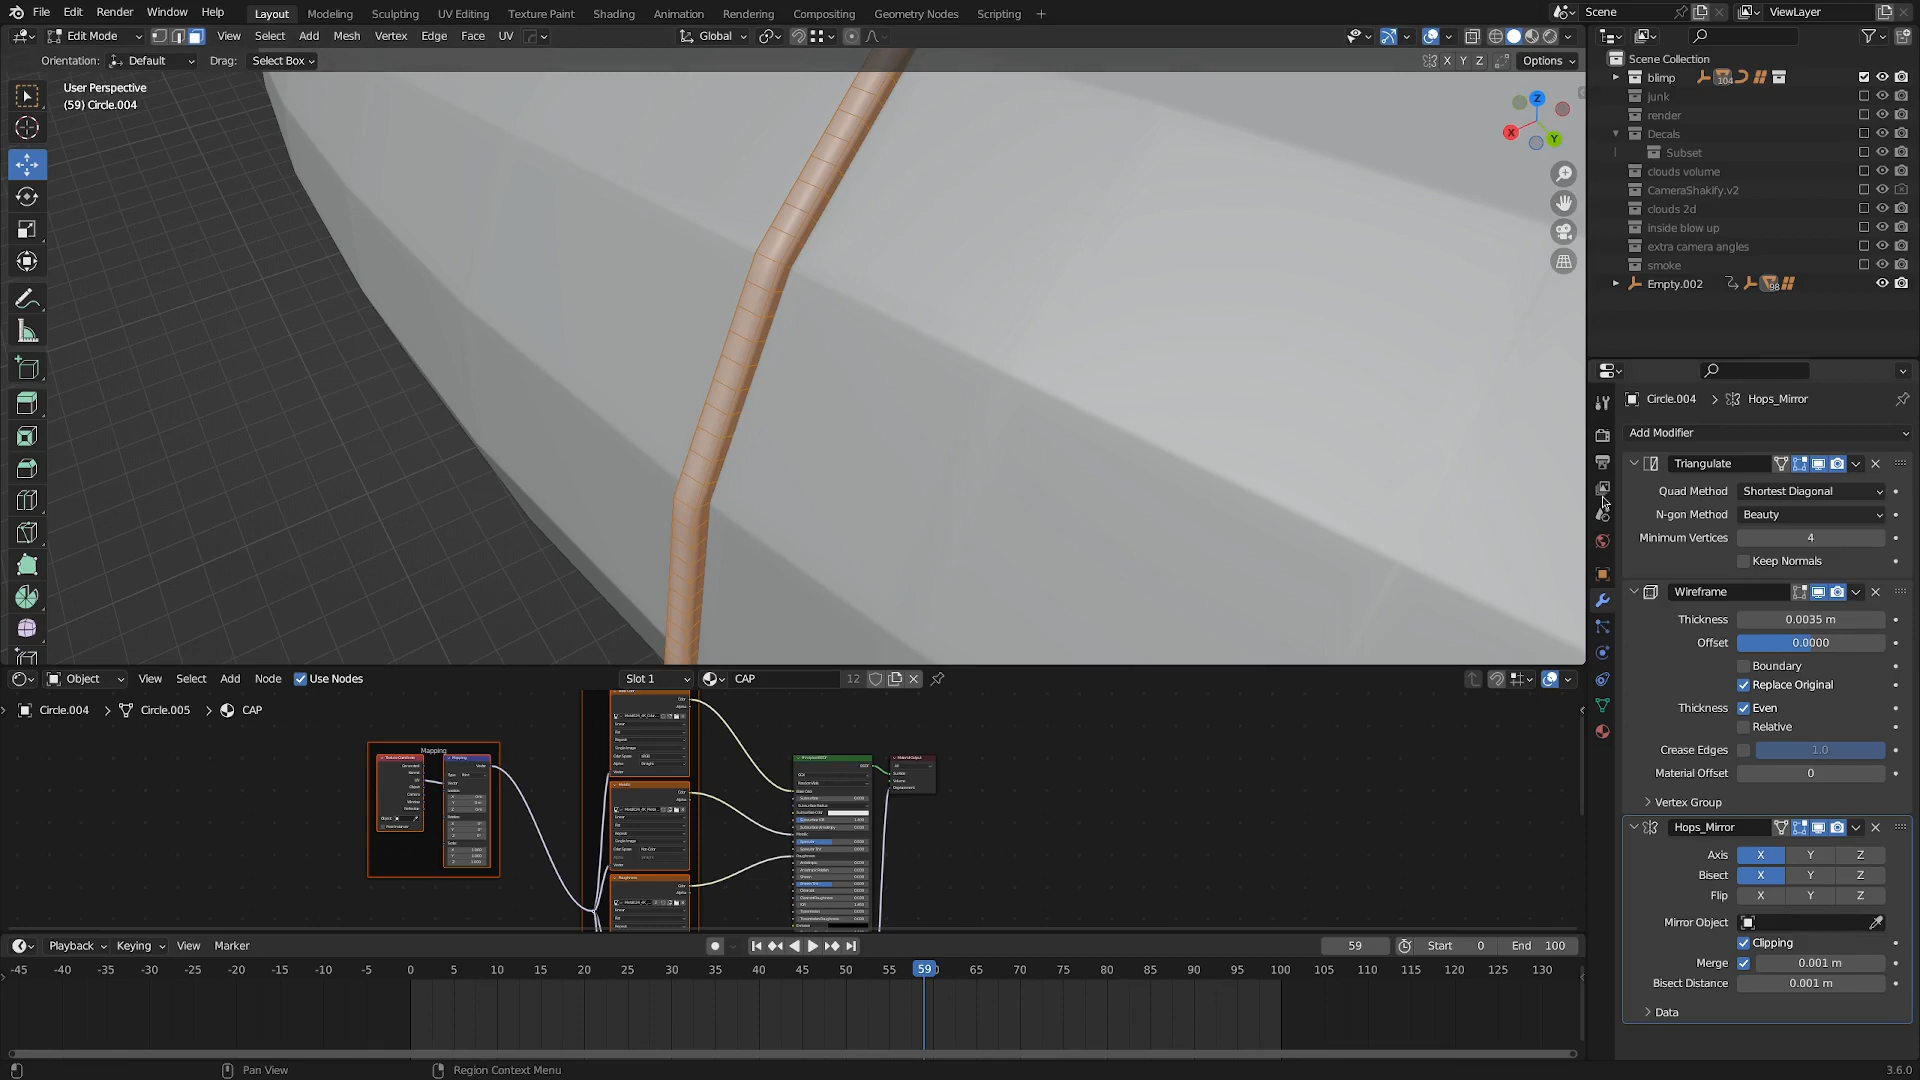 File Edit Render Window Help Layout Modeling Sculpting UV Editing Texture Paint Shading Animation Rendering Compositing Geometry Nodes Scripting + Scene ViewLayer
Edit Mode View Select Add Mesh Vertex Edge Face UV Global
Orientation: Default Drag: Select Box X Y Z Options
User Perspective
(59) Circle.004
Z
X
Y
Scene Collection
blimp 104
junk
render
Decals
Subset
clouds volume
CameraShakify.v2
clouds 2d
inside blow up
extra camera angles
smoke
Empty.002 98
Circle.004 > Hops_Mirror
Add Modifier
Triangulate
Quad Method Shortest Diagonal
N-gon Method Beauty
Minimum Vertices 4
Keep Normals
Wireframe
Thickness 0.0035 m
Offset 0.0000
Boundary
Replace Original
Thickness Even
Relative
Crease Edges 1.0
Material Offset 0
Vertex Group
Hops_Mirror
Axis X Y Z
Bisect X Y Z
Flip X Y Z
Mirror Object
Clipping
Merge 0.001 m
Bisect Distance 0.001 m
Data
Object View Select Add Node Use Nodes Slot 1 CAP 12
Circle.004 > Circle.005 > CAP
Mapping
Playback Keying View Marker 59 Start 0 End 100
-45 -40 -35 -30 -25 -20 -15 -10 -5 0 5 10 15 20 25 30 35 40 45 50 55 59 65 70 75 80 85 90 95 100 105 110 115 120 125 130
Pan View Region Context Menu 3.6.0